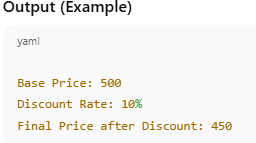 Output (Example)
yaml
Base Price: 500
Discount Rate: 10%
Final Price after Discount: 450